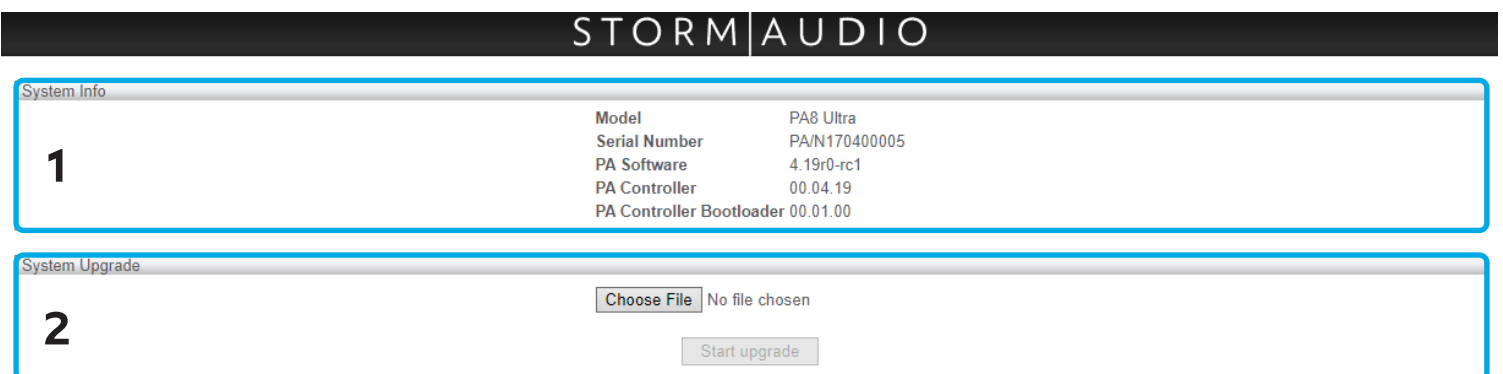 STORM|AUDIO
System Info
1
Model PA8 Ultra
Serial Number PA/N170400005
PA Software 4.19r0-rc1
PA Controller 00.04.19
PA Controller Bootloader 00.01.00
System Upgrade
2
Choose File No file chosen
Start upgrade